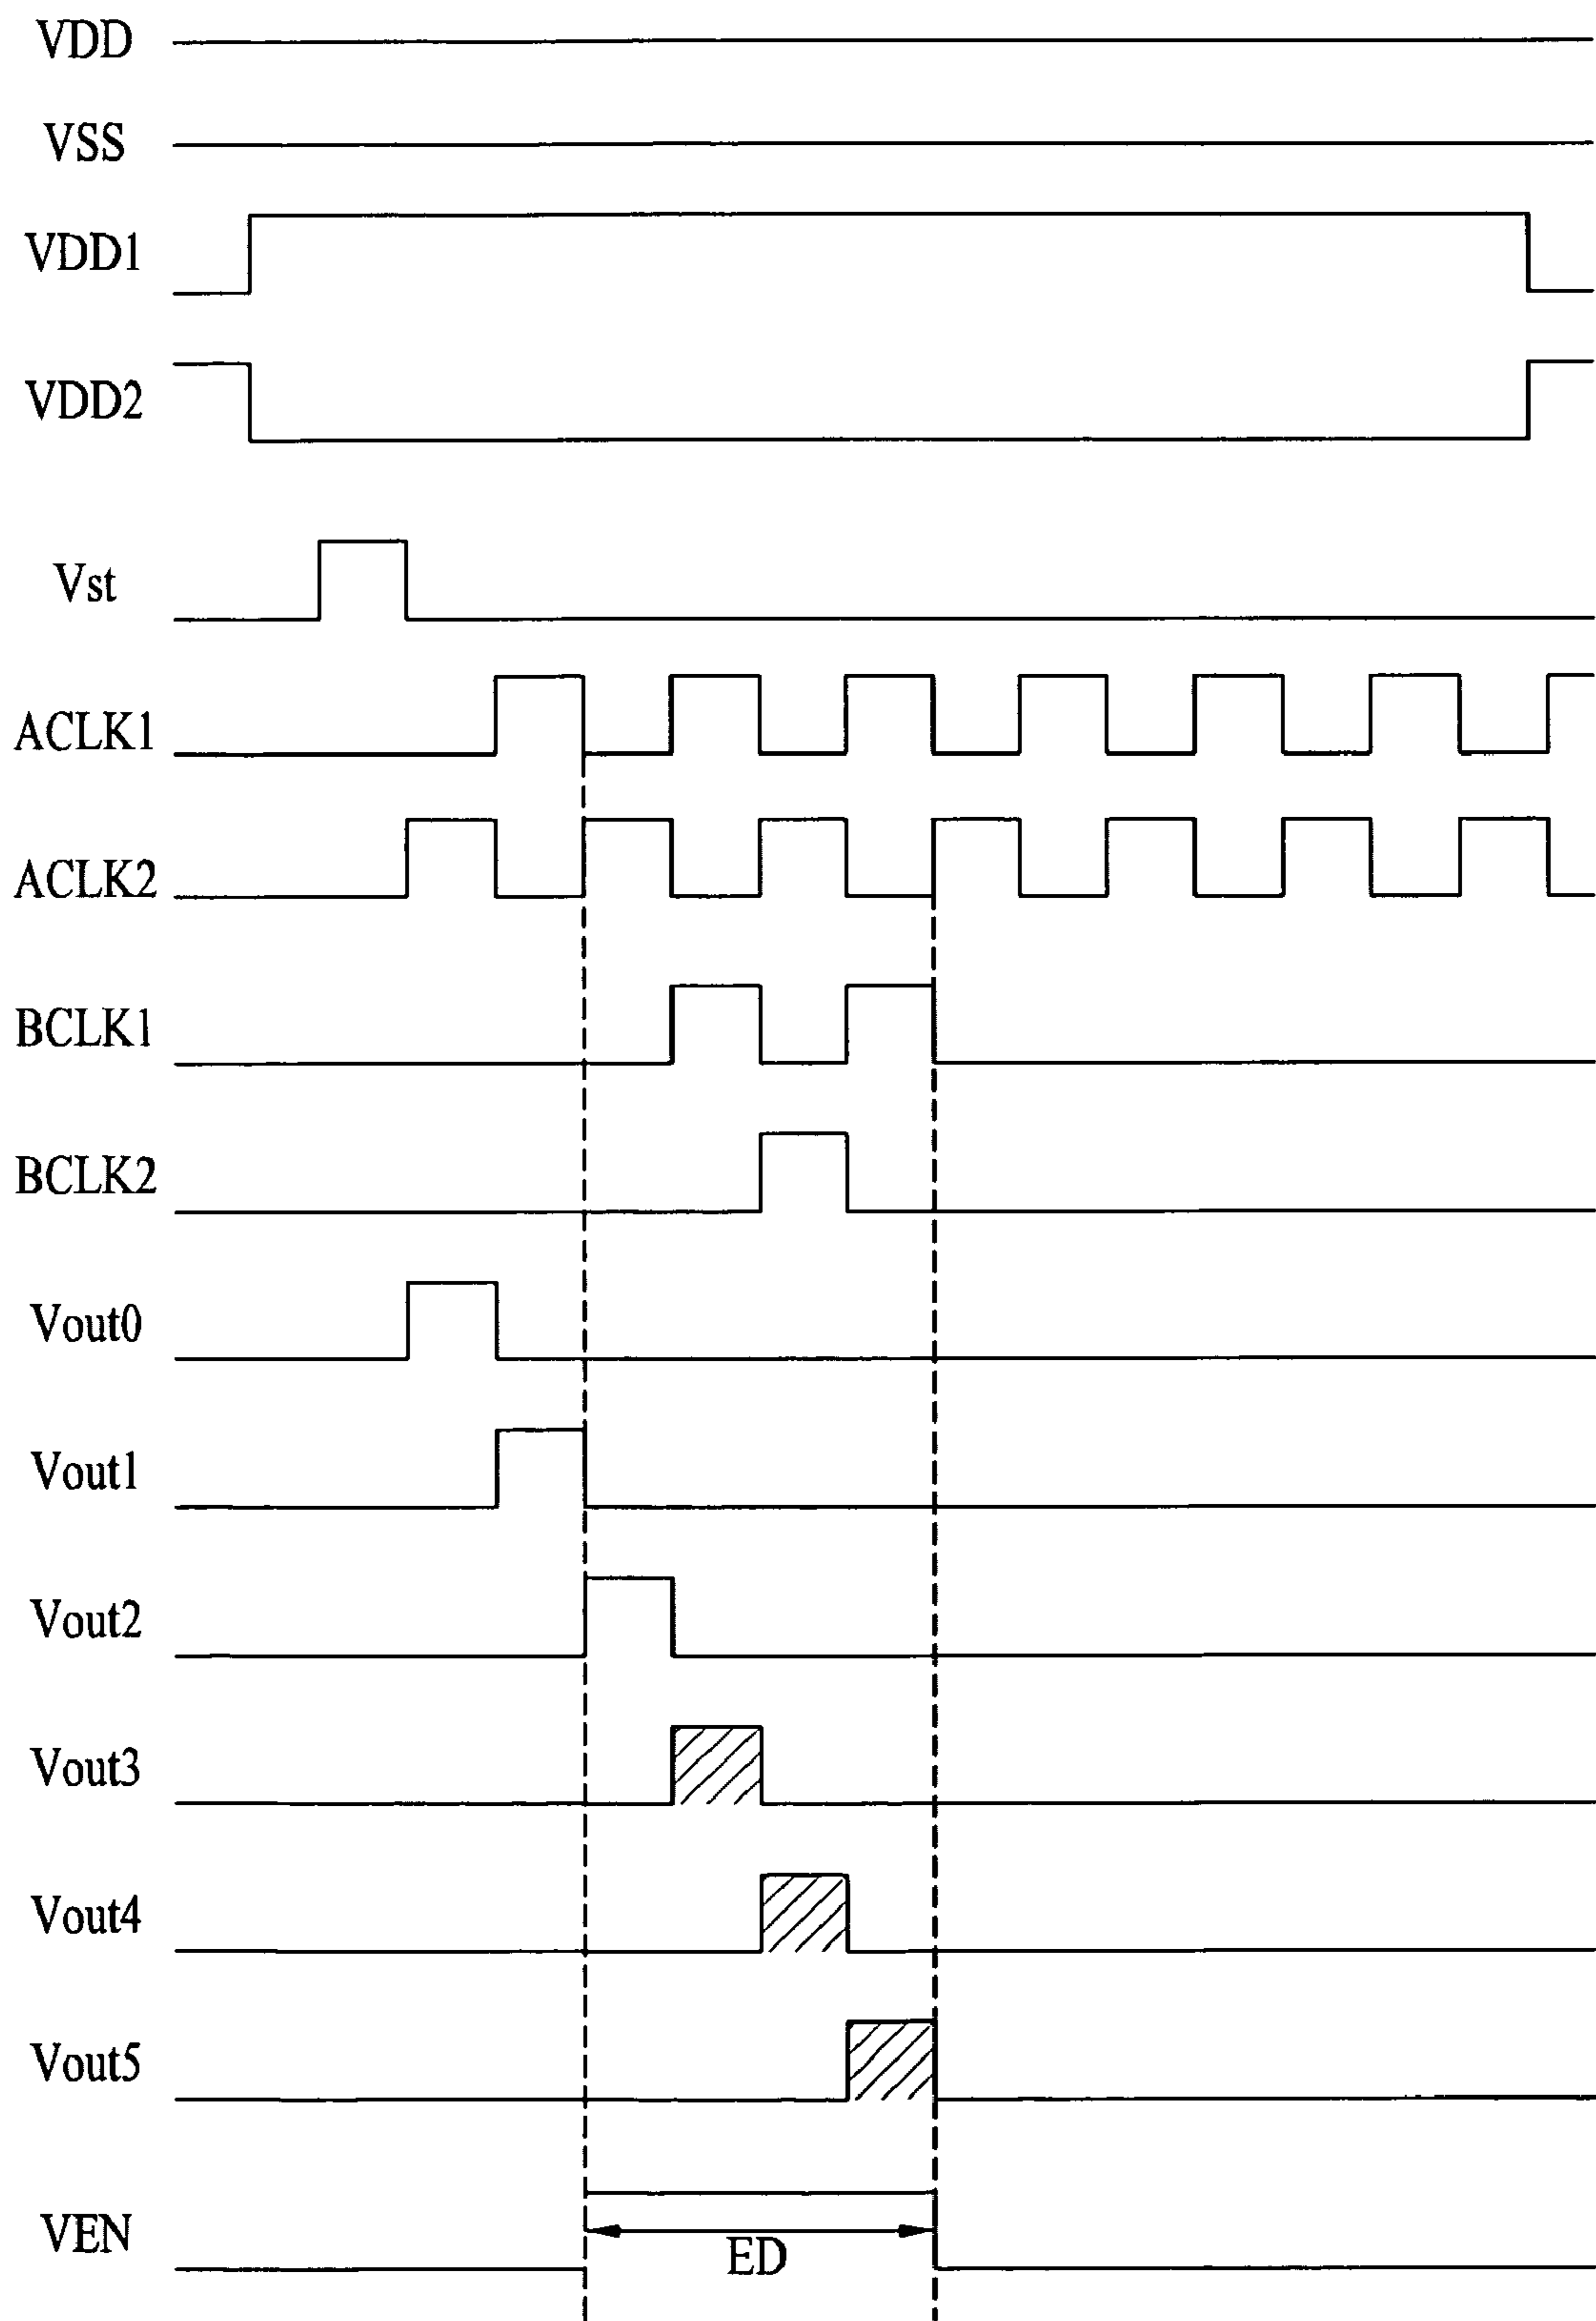 VDD
VSS
VDD1
VDD2
Vst
ACLK1
ACLK2
BCLK1
BCLK2
Vout0
Vout1
Vout2
Vout3
Vout4
Vout5
VEN
ED